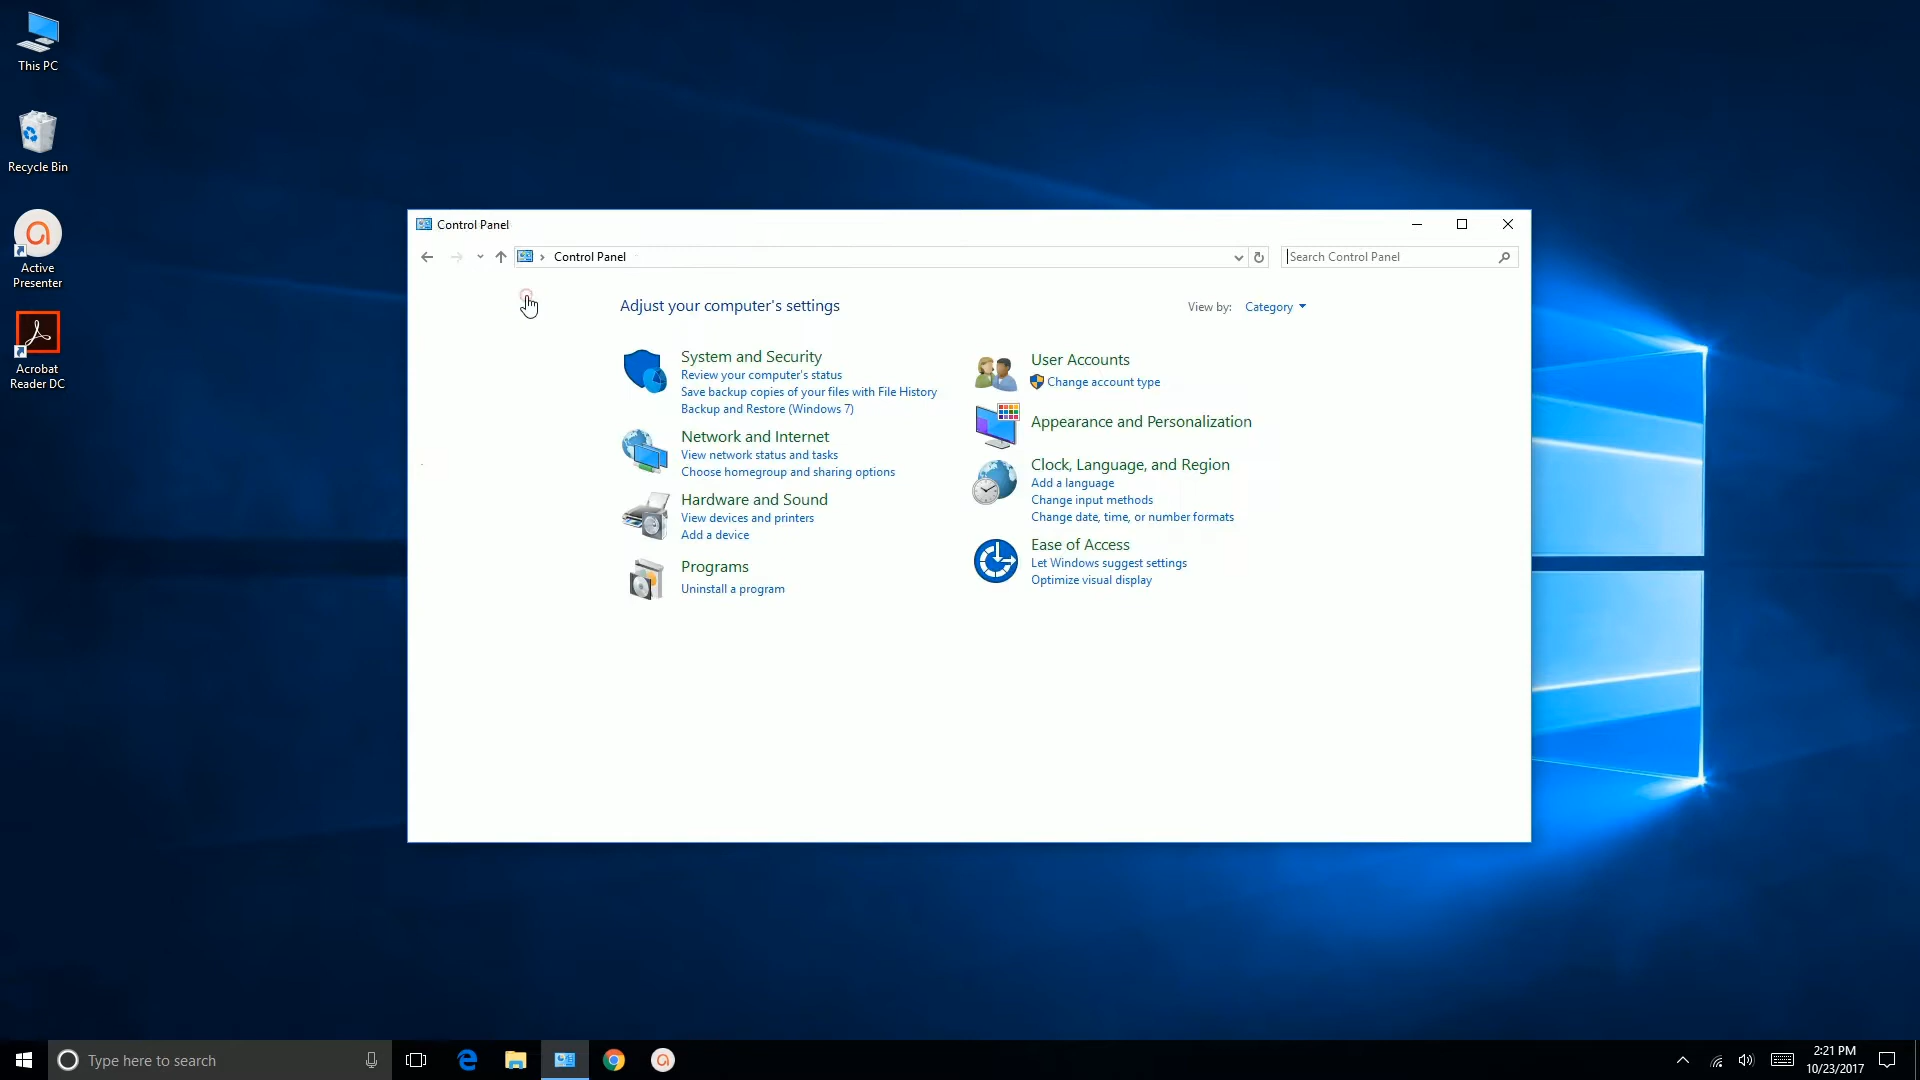 This PC
Recycle Bin
Active
Presenter
Acrobat
Reader DC
Control Panel
Control Panel
Search Control Panel
Adjust your computer's settings
View by: Category
System and Security
Review your computer's status
Save backup copies of your files with File History
Backup and Restore (Windows 7)
Network and Internet
View network status and tasks
Choose homegroup and sharing options
Hardware and Sound
View devices and printers
Add a device
Programs
Uninstall a program
User Accounts
Change account type
Appearance and Personalization
Clock, Language, and Region
Add a language
Change input methods
Change date, time, or number formats
Ease of Access
Let Windows suggest settings
Optimize visual display
Type here to search
2:21 PM
10/23/2017